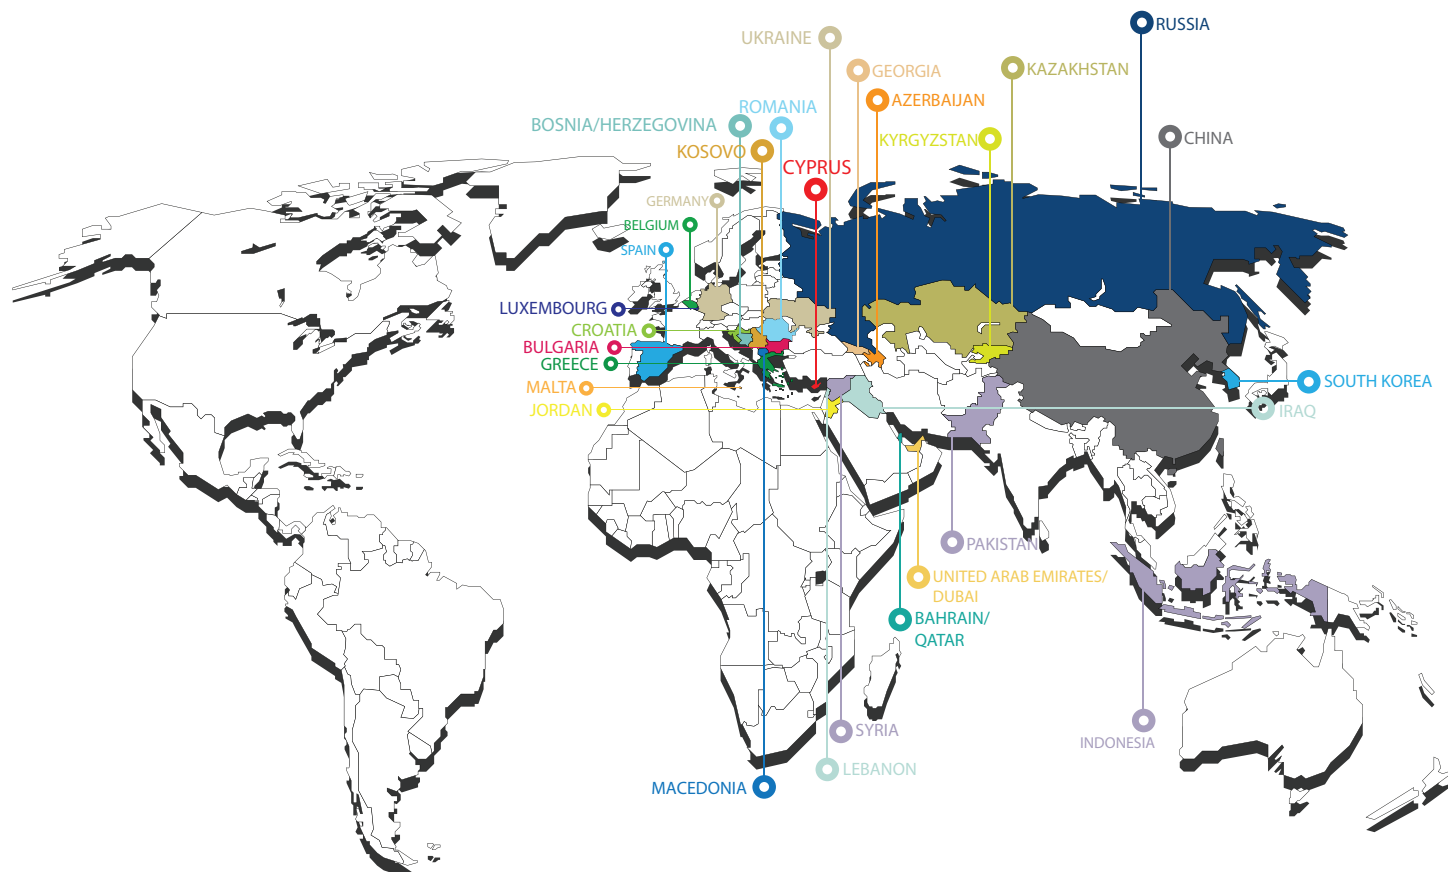 RUSSIA
UKRAINE
GEORGIA
KAZAKHSTAN
AZERBAIJAN
ROMANIA
BOSNIA/HERZEGOVINA
KYRGYZSTAN
CHINA
KOSOVO
CYPRUS
GERMANY
BELGIUM
SPAIN
LUXEMBOURG
CROATIA
BULGARIA
GREECE
MALTA
JORDAN
SOUTH KOREA
IRAQ
PAKISTAN
UNITED ARAB EMIRATES/
DUBAI
BAHRAIN/
QATAR
SYRIA
INDONESIA
LEBANON
MACEDONIA